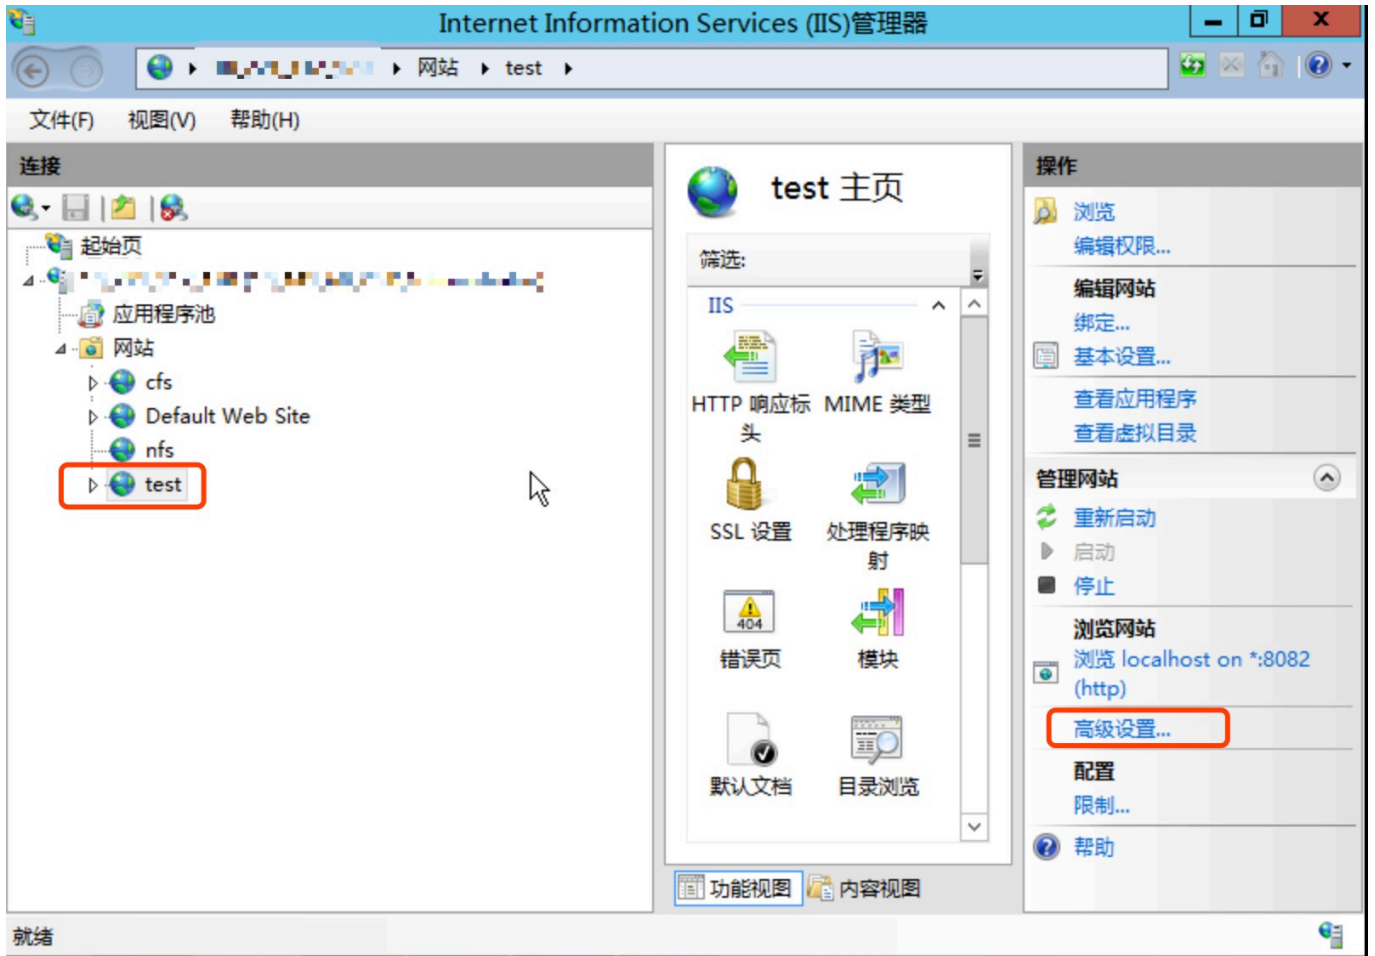 Internet Information Services (IIS)管理器
网站 test
文件(F) 视图(V) 帮助(H)
连接
起始页
应用程序池
网站
cfs
Default Web Site
nfs
test
test 主页
筛选:
IIS
HTTP 响应标
头
MIME 类型
SSL 设置
处理程序映
射
404
错误页
模块
默认文档
目录浏览
功能视图
内容视图
操作
浏览
编辑权限...
编辑网站
绑定...
基本设置...
查看应用程序
查看虚拟目录
管理网站
重新启动
启动
停止
浏览网站
浏览 localhost on *:8082
(http)
高级设置...
配置
限制...
帮助
就绪